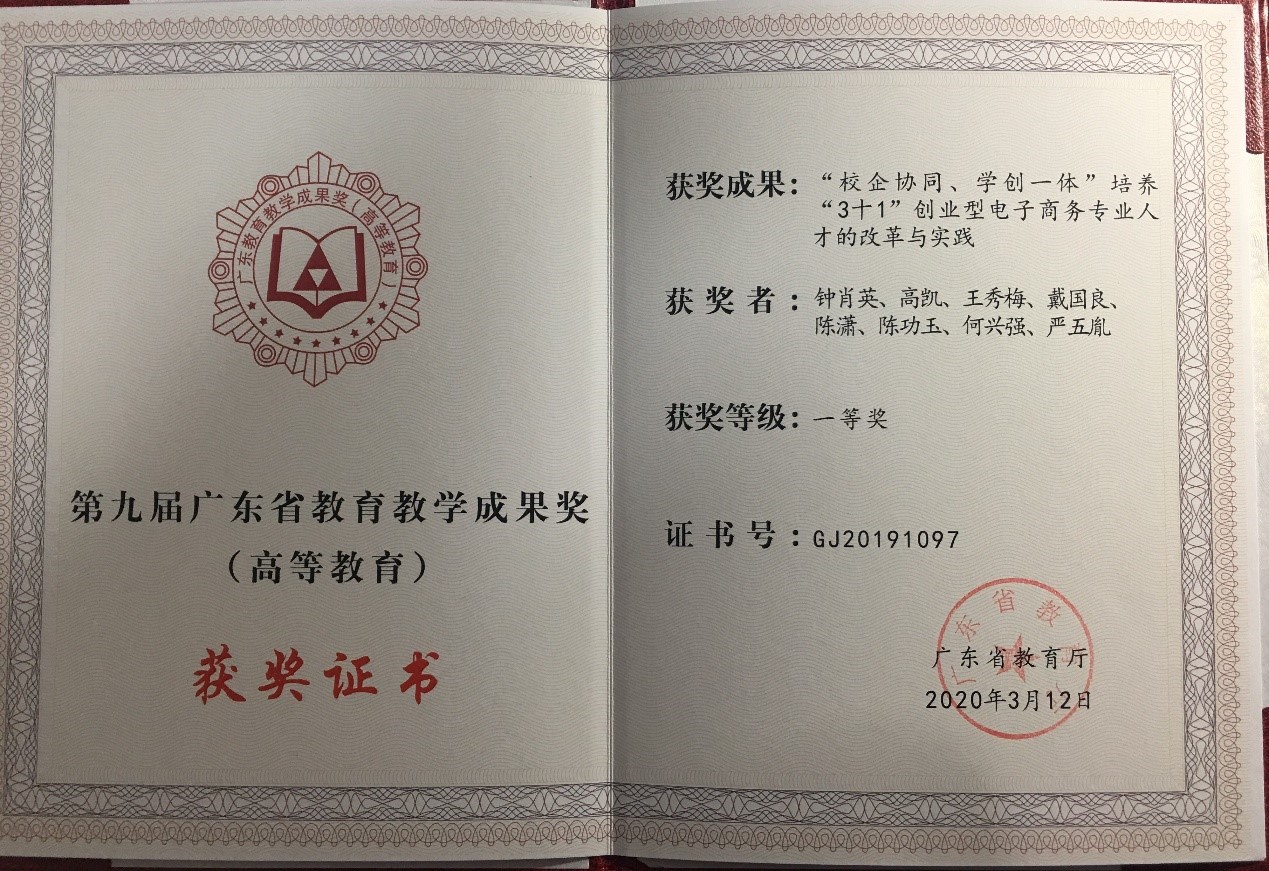 广东教育教学成果奖(高等教育)
第九届广东省教育教学成果奖
(高等教育)
获奖证书
获奖成果：“校企协同、学创一体”培养
“3十1”创业型电子商务专业人
才的改革与实践
获奖者：钟肖英、高凯、王秀梅、戴国良、
陈潇、陈功玉、何兴强、严五胤
获奖等级：一等奖
证书号：GJ20191097
广东省教育厅
广东省教育厅
2020年3月12日